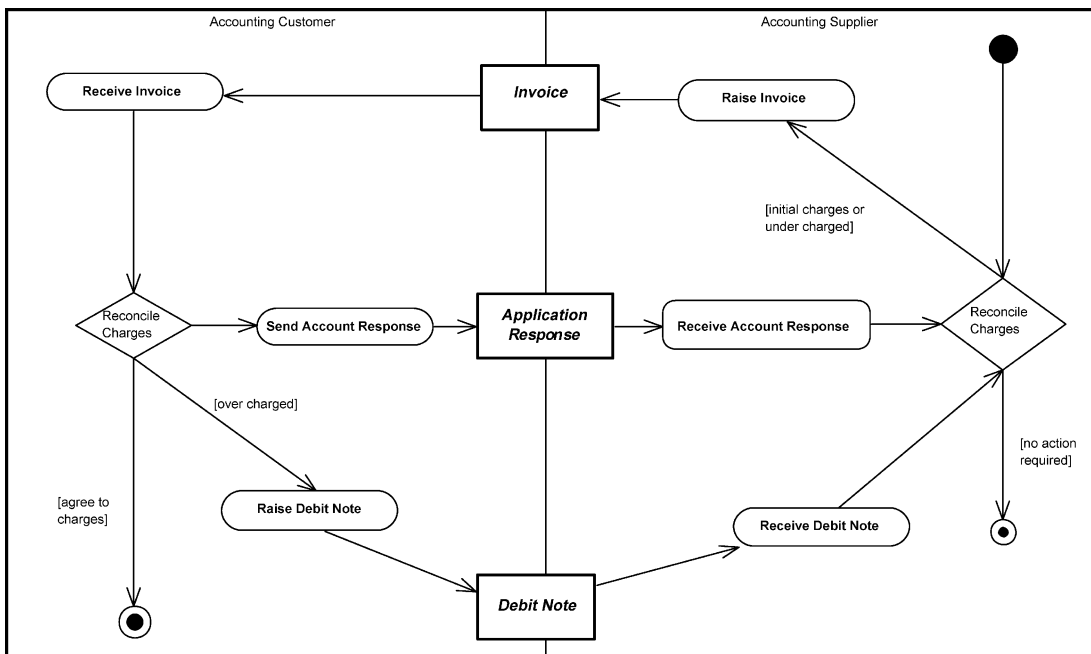 Accounting Customer
Accounting Supplier
Receive Invoice
Invoice
Raise Invoice
[initial charges or
under charged]
Reconcile
Charges
Send Account Response
Application
Response
Receive Account Response
Reconcile
Charges
[over charged]
[no action
required]
[agree to
charges]
Raise Debit Note
Receive Debit Note
Debit Note